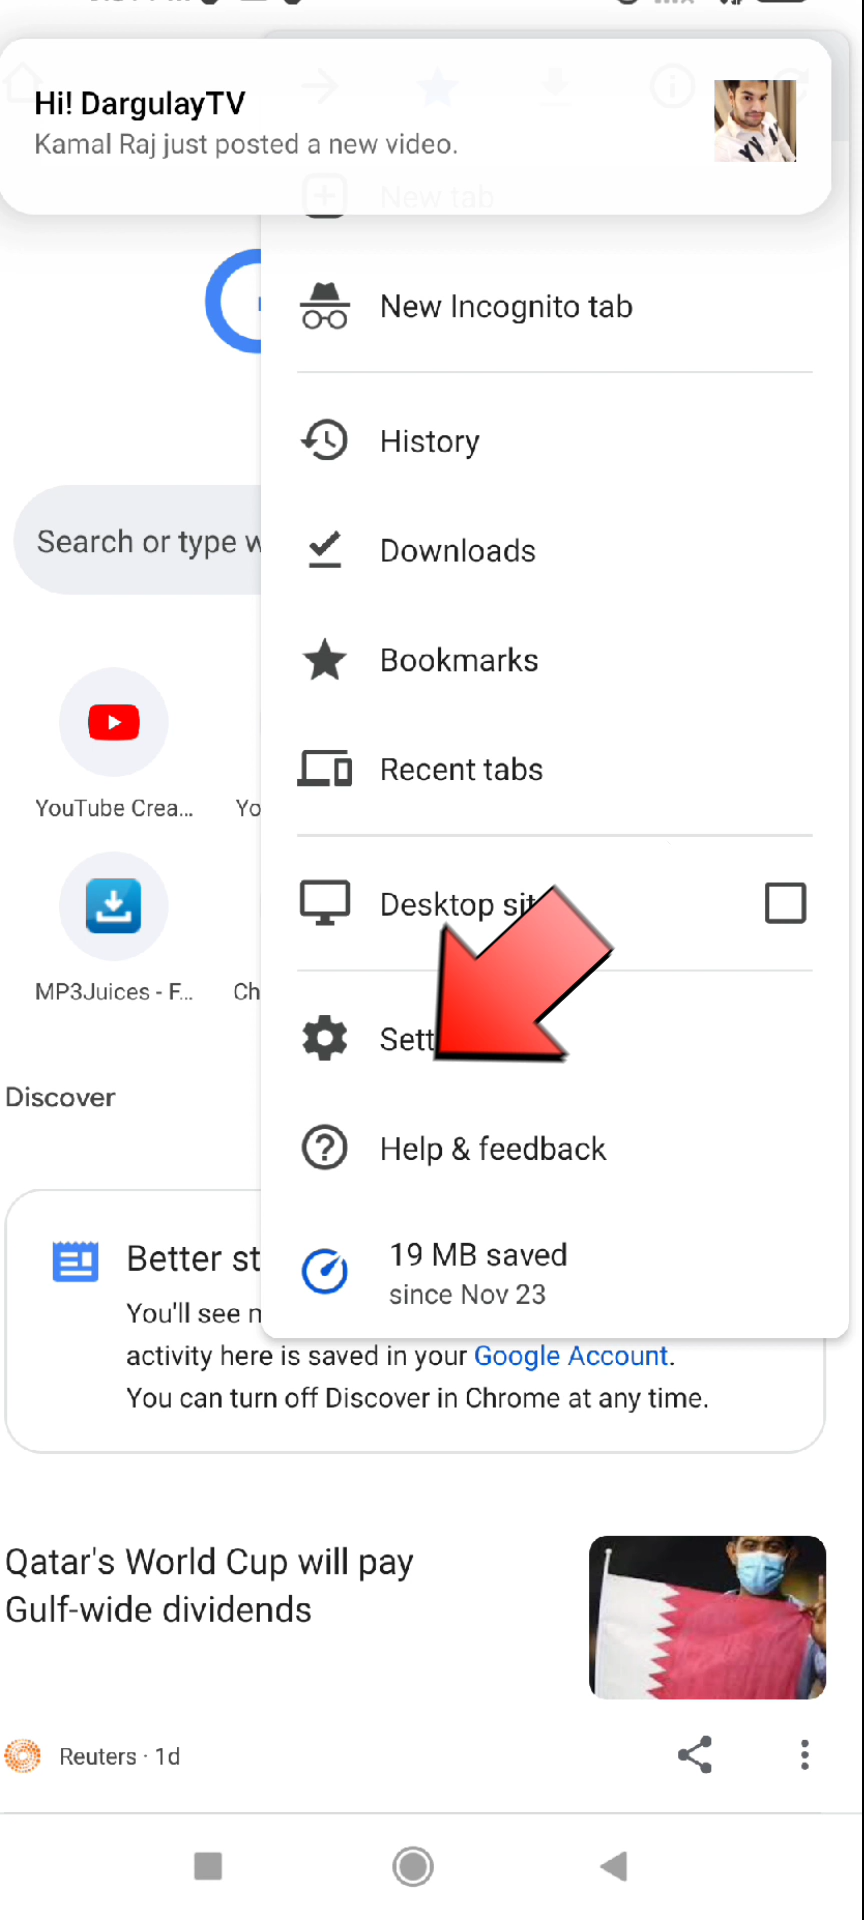 Hi! DargulayTV
Kamal Raj just posted a new video.
New tab
New Incognito tab
History
Downloads
Search or type w
Bookmarks
Recent tabs
YouTube Crea...
Yo
Desktop sit
MP3Juices - F...
Ch
Sett
Discover
Help & feedback
19 MB saved
since Nov 23
Better st
You'll see
activity here is saved in your Google Account.
You can turn off Discover in Chrome at any time.
Qatar's World Cup will pay
Gulf-wide dividends
Reuters · 1d